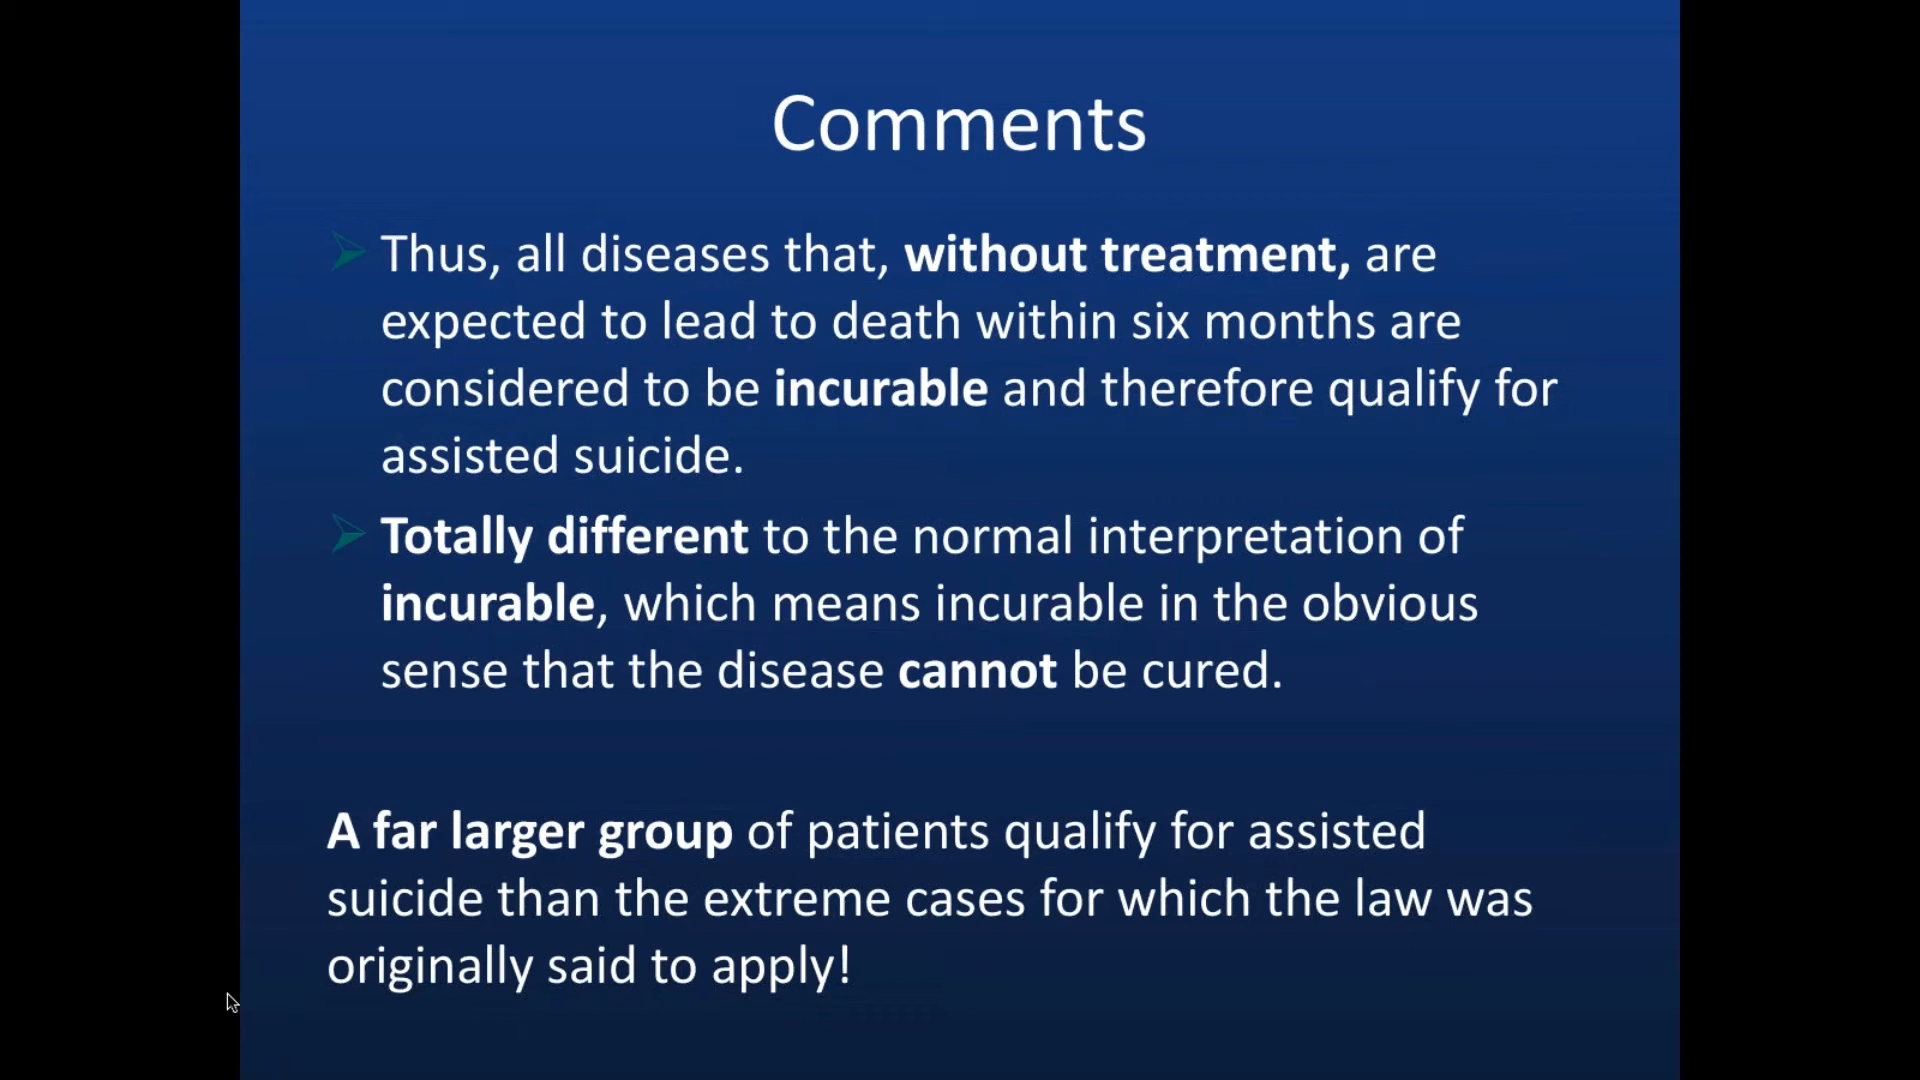 Comments
Thus, all diseases that, without treatment, are
expected to lead to death within six months are
considered to be incurable and therefore qualify for
assisted suicide.
Totally different to the normal interpretation of
incurable, which means incurable in the obvious
sense that the disease cannot be cured.
A far larger group of patients qualify for assisted
suicide than the extreme cases for which the law was
originally said to apply!